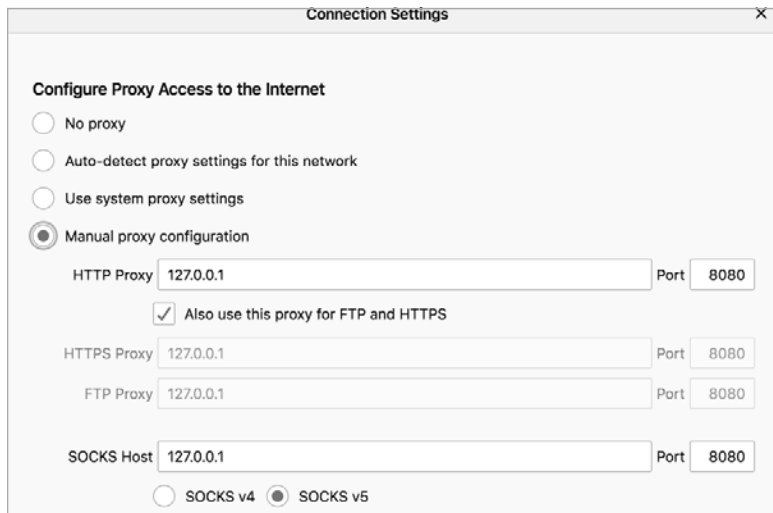 Connection Settings
Configure Proxy Access to the Internet
No proxy
Auto-detect proxy settings for this network
Use system proxy settings
Manual proxy configuration
HTTP Proxy 127.0.0.1 Port 8080
Also use this proxy for FTP and HTTPS
HTTPS Proxy 127.0.0.1 Port 8080
FTP Proxy 127.0.0.1 Port 8080
SOCKS Host 127.0.0.1 Port 8080
SOCKS v4 SOCKS v5